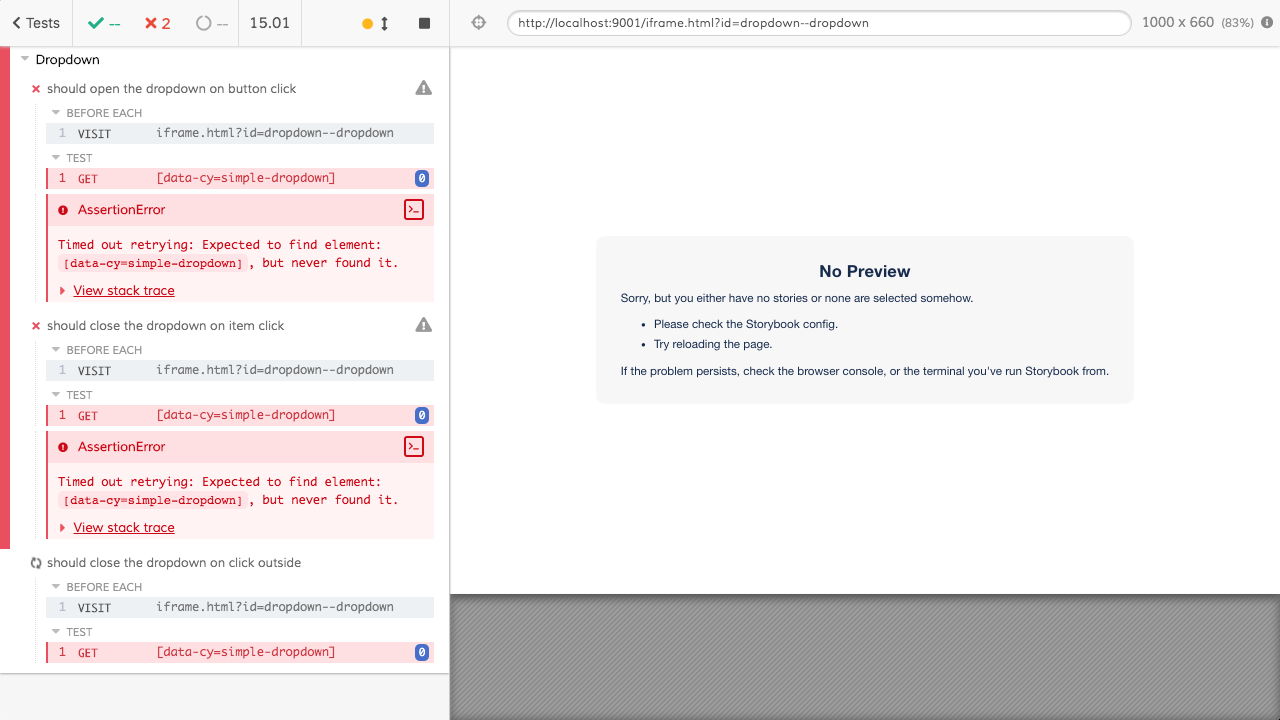 Tests
--
2
--
15.01
http://localhost:9001/iframe.html?id=dropdown--dropdown
1000 x 660 (83%)
Dropdown
should open the dropdown on button click
BEFORE EACH
1 VISIT iframe.html?id=dropdown--dropdown
TEST
1 GET [data-cy=simple-dropdown] 0
AssertionError
Timed out retrying: Expected to find element:
[data-cy=simple-dropdown], but never found it.
View stack trace
should close the dropdown on item click
BEFORE EACH
1 VISIT iframe.html?id=dropdown--dropdown
TEST
1 GET [data-cy=simple-dropdown] 0
AssertionError
Timed out retrying: Expected to find element:
[data-cy=simple-dropdown], but never found it.
View stack trace
should close the dropdown on click outside
BEFORE EACH
1 VISIT iframe.html?id=dropdown--dropdown
TEST
1 GET [data-cy=simple-dropdown] 0
No Preview
Sorry, but you either have no stories or none are selected somehow.
• Please check the Storybook config.
• Try reloading the page.
If the problem persists, check the browser console, or the terminal you've run Storybook from.